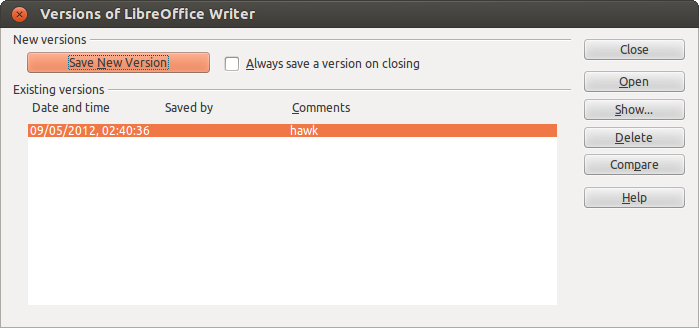 Versions of LibreOffice Writer
New versions
Save New Version
Always save a version on closing
Close
Existing versions
Open
Date and time Saved by Comments
Show...
09/05/2012, 02:40:36 hawk
Delete
Compare
Help